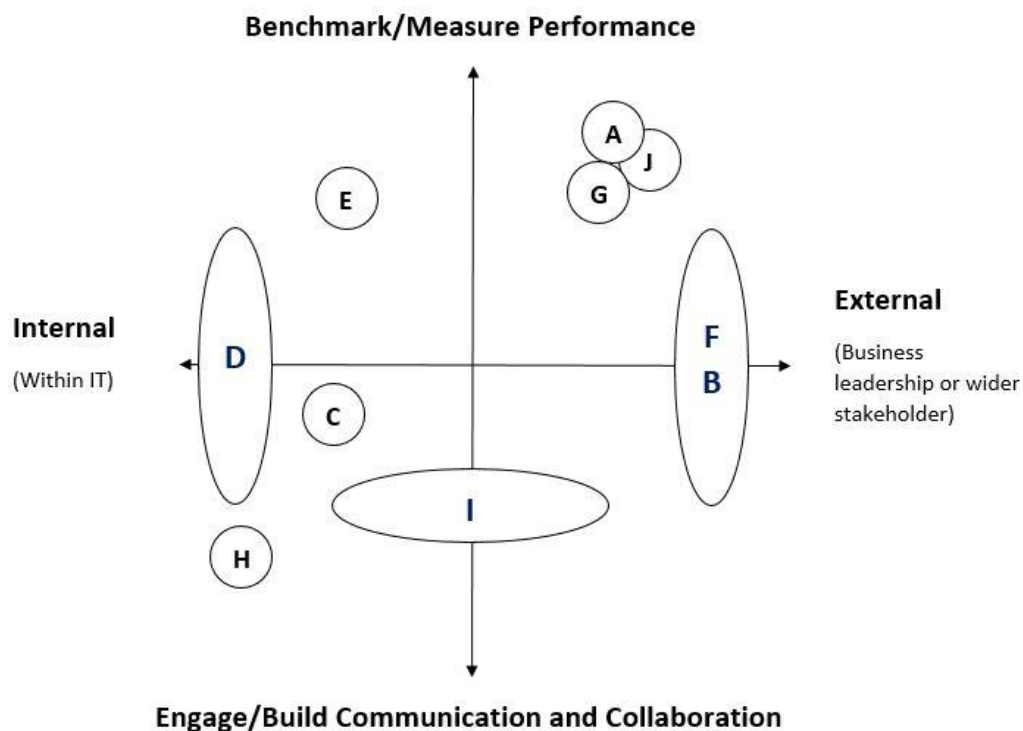 Benchmark/Measure Performance
A
J
E
G
Internal
(Within IT)
D
F
B
External
(Business
leadership or wider
stakeholder)
C
I
H
Engage/Build Communication and Collaboration